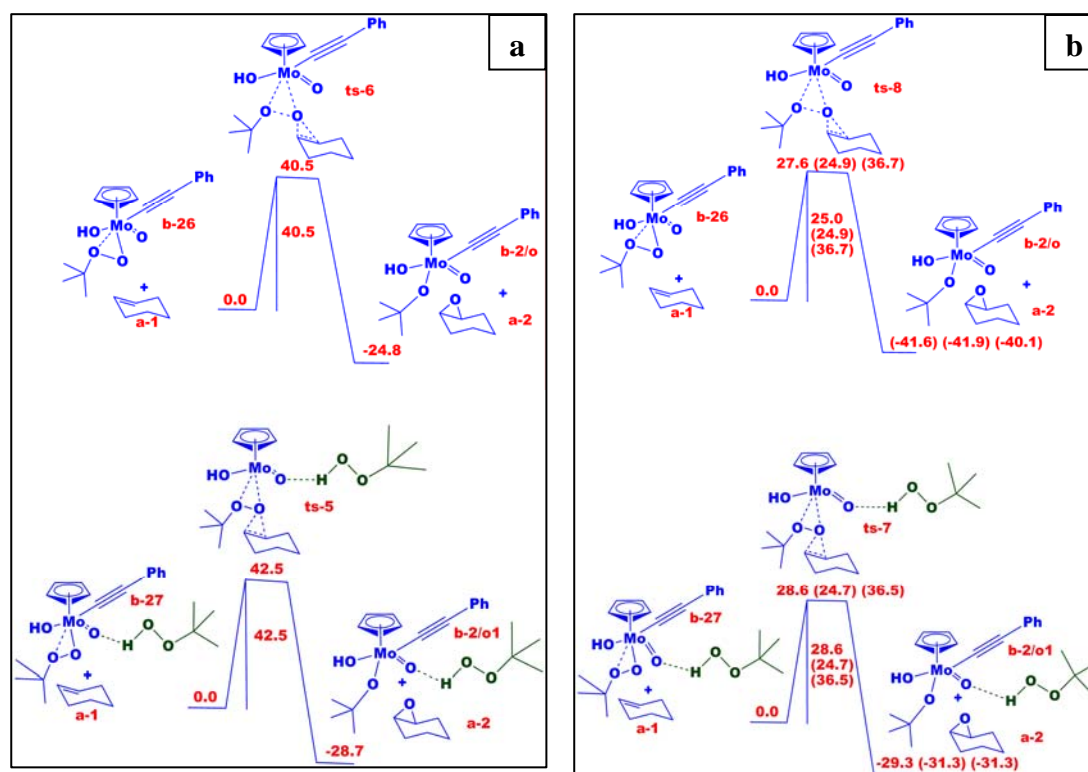 a
Ph
HO
Mo
O
ts-6
O
O
40.5
Ph
b-26
HO
Mo
O
O
O
+
a-1
0.0
40.5
Ph
b-2/o
HO
Mo
O
O
+
O
a-2
-24.8
HO
Mo
O
H
O
O
ts-5
O
O
42.5
Ph
b-27
HO
Mo
O
H
O
O
O
O
+
a-1
0.0
42.5
Ph
b-2/o1
HO
Mo
O
H
O
O
O
+
O
a-2
-28.7
b
Ph
HO
Mo
O
ts-8
O
O
27.6 (24.9) (36.7)
Ph
b-26
HO
Mo
O
O
O
+
a-1
0.0
25.0
(24.9)
(36.7)
Ph
b-2/o
HO
Mo
O
O
+
O
a-2
(-41.6) (-41.9) (-40.1)
HO
Mo
O
H
O
O
ts-7
O
O
28.6 (24.7) (36.5)
Ph
b-27
HO
Mo
O
H
O
O
O
O
+
a-1
0.0
28.6
(24.7)
(36.5)
Ph
b-2/o1
HO
Mo
O
H
O
O
O
+
O
a-2
-29.3 (-31.3) (-31.3)